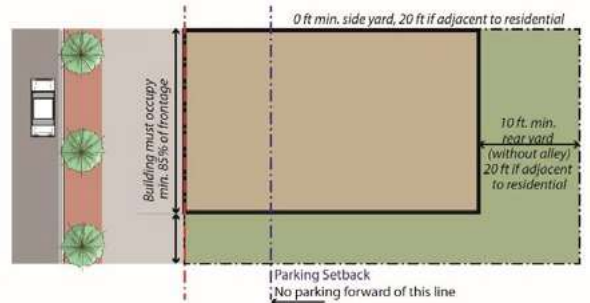 0 ft min. side yard, 20 ft if adjacent to residential
Building must occupy
min. 85% of frontage
10 ft. min.
rear yard
(without alley)
20 ft if adjacent
to residential
Parking Setback
No parking forward of this line